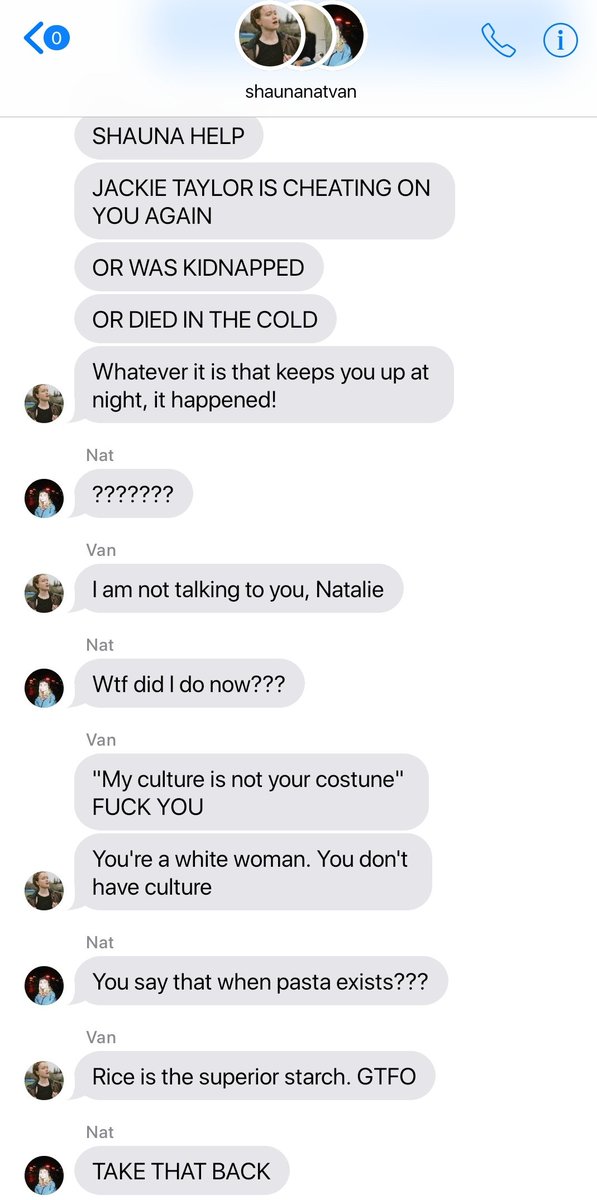 0
shaunanatvan
SHAUNA HELP
JACKIE TAYLOR IS CHEATING ON
YOU AGAIN
OR WAS KIDNAPPED
OR DIED IN THE COLD
Whatever it is that keeps you up at
night, it happened!
Nat
???????
Van
I am not talking to you, Natalie
Nat
Wtf did I do now???
Van
"My culture is not your costune"
FUCK YOU
You're a white woman. You don't
have culture
Nat
You say that when pasta exists???
Van
Rice is the superior starch. GTFO
Nat
TAKE THAT BACK